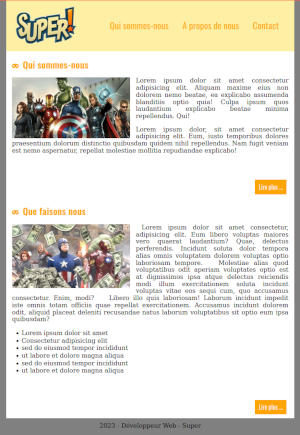 SUPER!
Qui sommes-nous A propos de nous Contact
Qui sommes-nous
Lorem ipsum dolor sit amet consectetur
adipisicing elit. Aliquam maxime eius non
dolorem nemo beatae, ea explicabo assumenda
blanditiis optio quia! Culpa ipsum quos
laudantium explicabo beatae minima
repellendus. Qui!
Lorem ipsum dolor, sit amet consectetur
adipisicing elit. Eum, iusto temporibus dolores
praesentium dolorum distinctio quibusdam quidem nihil repellendus. Nam fugit veniam
est nemo aspernatur, repellat molestiae mollitia repudiandae explicabo!
Lire plus ...
Que faisons nous
Lorem ipsum dolor sit amet consectetur,
adipisicing elit. Eum libero voluptas maiores
vero quaerat laudantium? Quae, delectus
perferendis. Incidunt soluta dolor tempora
alias omnis voluptatem dolorem voluptas optio
laboriosam tempore. Molestiae alias quod
voluptatibus odit aperiam voluptates optio est
at dignissimos ipsa atque delectus reiciendis
modi illum exercitationem soluta incidunt
voluptas vitae eos sequi cum, quo accusamus
consectetur. Enim, modi? Libero illo quis laboriosam! Laborum incidunt impedit
iste omnis totam officiis quae repellat exercitationem. Accusamus incidunt dolorem
odit, aliquid placeat deleniti recusandae natus laborum voluptatibus sit optio eum ipsa
quibusdam?
Lorem ipsum dolor sit amet
Consectetur adipisicing elit
sed do eiusmod tempor incididunt
ut labore et dolore magna aliqua
sed do eiusmod tempor incididunt
ut labore et dolore magna aliqua
Lire plus ...
2023 - Développeur Web - Super